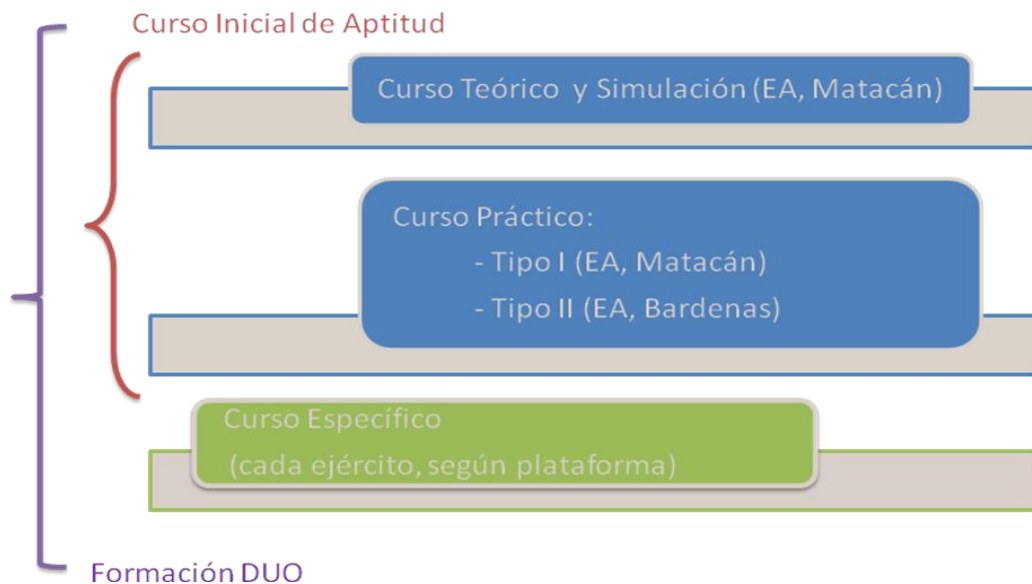 Curso Inicial de Aptitud
Curso Teórico y Simulación (EA, Matacán)
Curso Práctico:
- Tipo I (EA, Matacán)
- Tipo II (EA, Bardenas)
Curso Específico
(cada ejército, según plataforma)
Formación DUO